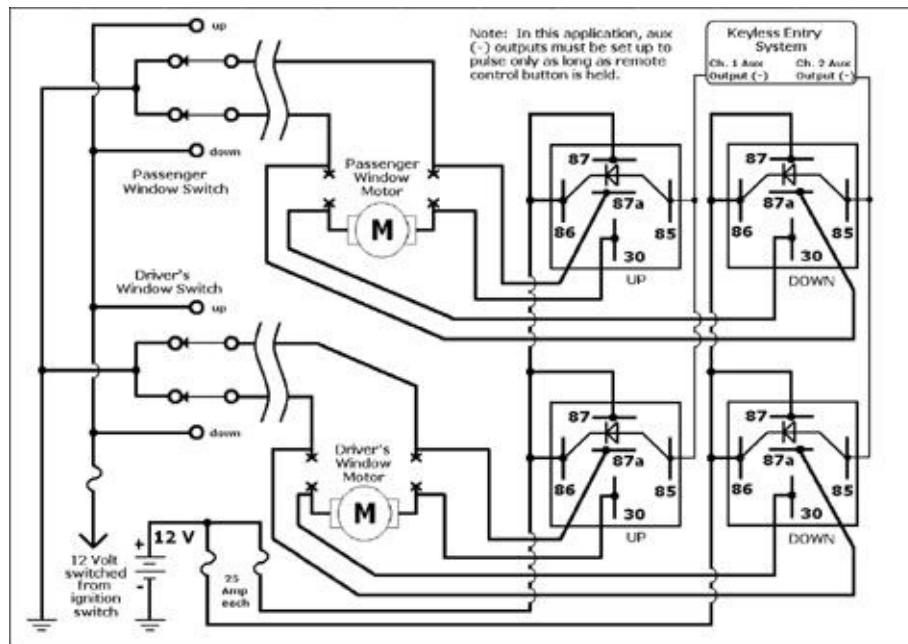 up
Note: In this application, aux
(-) outputs must be set up to
pulse only as long as remote
control button is held.
Keyless Entry
System
Ch. 1 Aux
Output (-)
Ch. 2 Aux
Output (-)
down
Passenger
Window Switch
Passenger
Window
Motor
M
87
87a
86
85
30
UP
87
87a
86
85
30
DOWN
Driver's
Window Switch
up
down
Driver's
Window
Motor
M
87
87a
86
85
30
UP
87
87a
86
85
30
DOWN
12 Volt
switched
from
ignition
switch
+
12 V
-
25
Amp
each